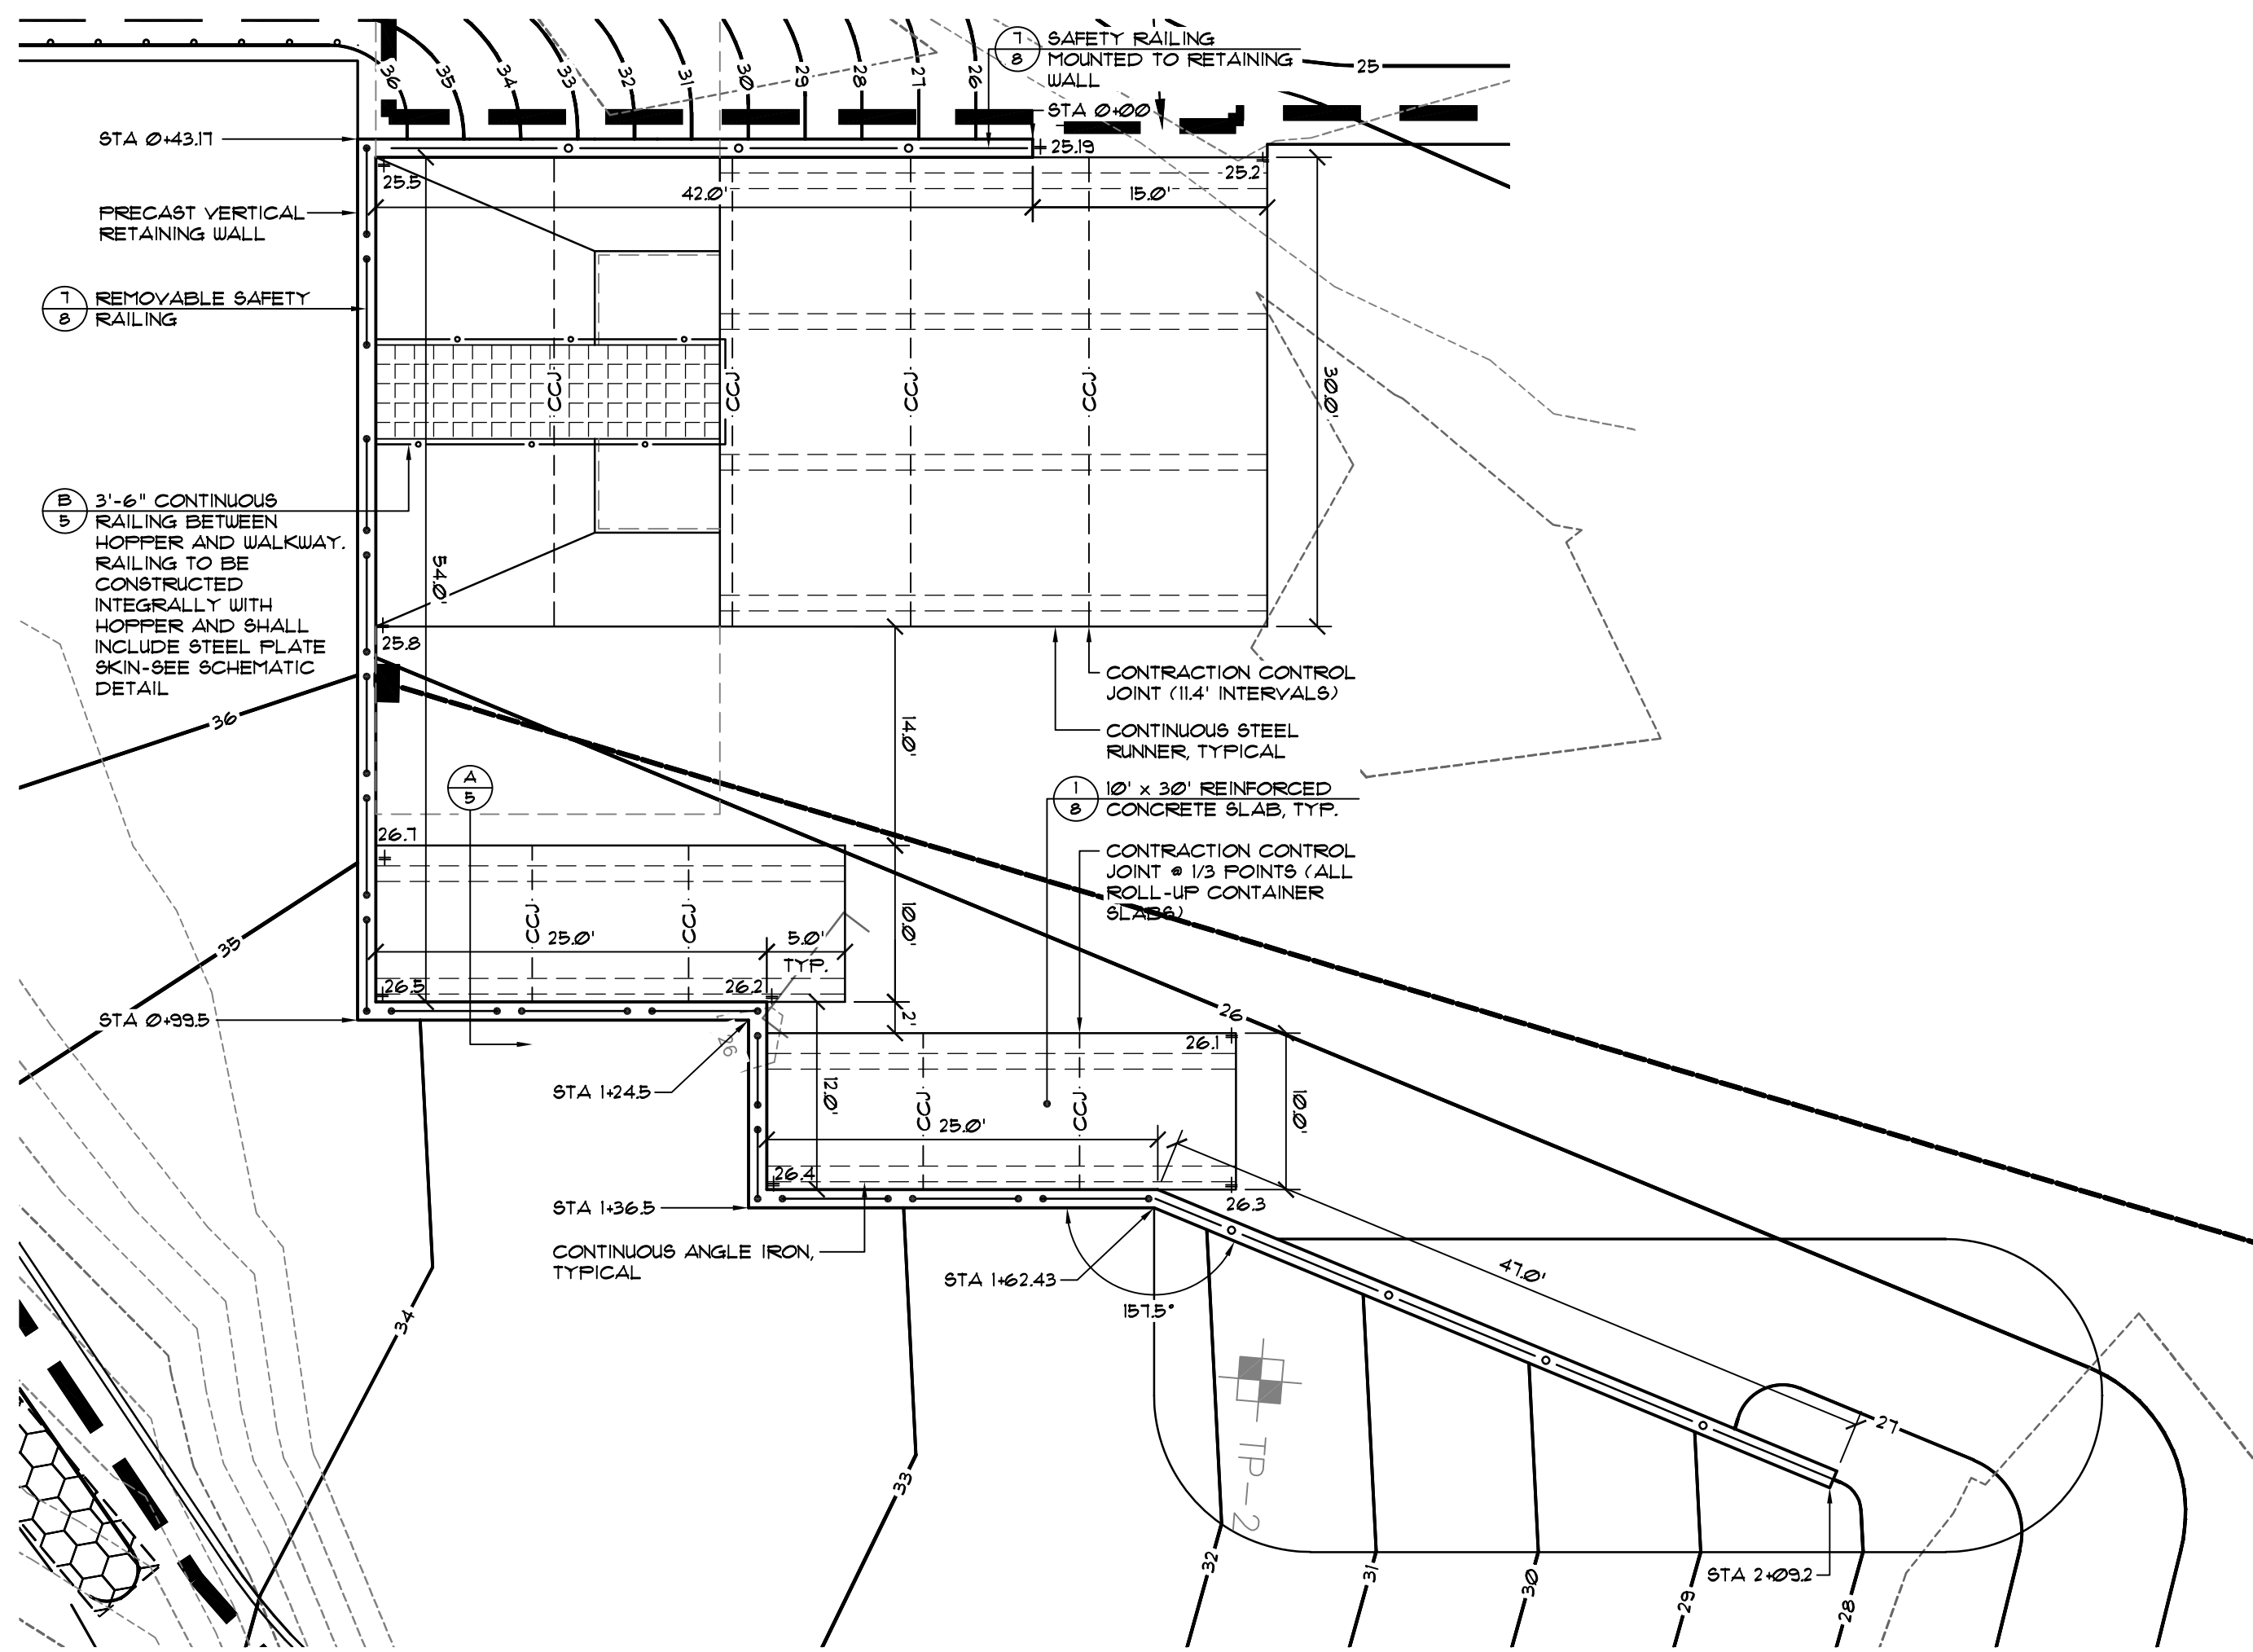 36
35
34
33
32
31
30
29
28
27
26
25
7
8
SAFETY RAILING
MOUNTED TO RETAINING
WALL
STA 0+00
25.19
25.2
STA 0+43.17
25.5
42.0'
15.0'
PRECAST VERTICAL
RETAINING WALL
7
8
REMOVABLE SAFETY
RAILING
CCJ
CCJ
CCJ
CCJ
30.0'
B
5
3'-6" CONTINUOUS
RAILING BETWEEN
HOPPER AND WALKWAY.
RAILING TO BE
CONSTRUCTED
INTEGRALLY WITH
HOPPER AND SHALL
INCLUDE STEEL PLATE
SKIN-SEE SCHEMATIC
DETAIL
54.0'
25.8
CONTRACTION CONTROL
JOINT (11.4' INTERVALS)
CONTINUOUS STEEL
RUNNER, TYPICAL
36
14.0'
A
5
1
8
10' x 30' REINFORCED
CONCRETE SLAB, TYP.
26.7
CONTRACTION CONTROL
JOINT @ 1/3 POINTS (ALL
ROLL-UP CONTAINER
SLABS)
35
CCJ
CCJ
10.0'
25.0'
5.0'
TYP.
26.5
26.2
STA 0+99.5
2'
26
26
26.1
STA 1+24.5
12.0'
CCJ
CCJ
25.0'
10.0'
26.4
26.3
STA 1+36.5
CONTINUOUS ANGLE IRON,
TYPICAL
STA 1+62.43
157.5°
47.0'
34
27
TP-2
33
STA 2+09.2
32
31
30
29
28